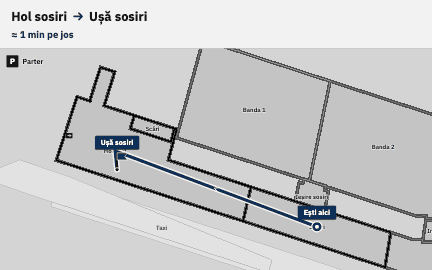 Hol sosiri → Ușă sosiri
≈ 1 min pe jos
P Parter
Banda 1
Banda 2
Scări
Ușă sosiri
Ieșire sosiri
Ești aici
Taxi